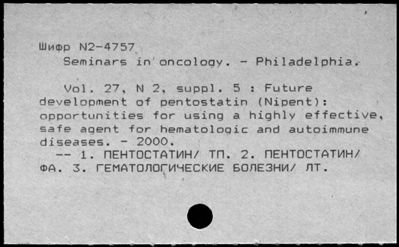 Шифр N2-4757
Seminars in oncology. - Philadelphia.
Vol. 27, N 2, suppl. 5 : Future
development of pentostatin (Nipent):
opportunities for using a highly effective,
safe agent for hematologic and autoimmune
diseases. - 2000.
-- 1. ПЕНТОСТАТИН/ ТП. 2. ПЕНТОСТАТИН/
ФА. 3. ГЕМАТОЛОГИЧЕСКИЕ БОЛЕЗНИ/ ЛТ.